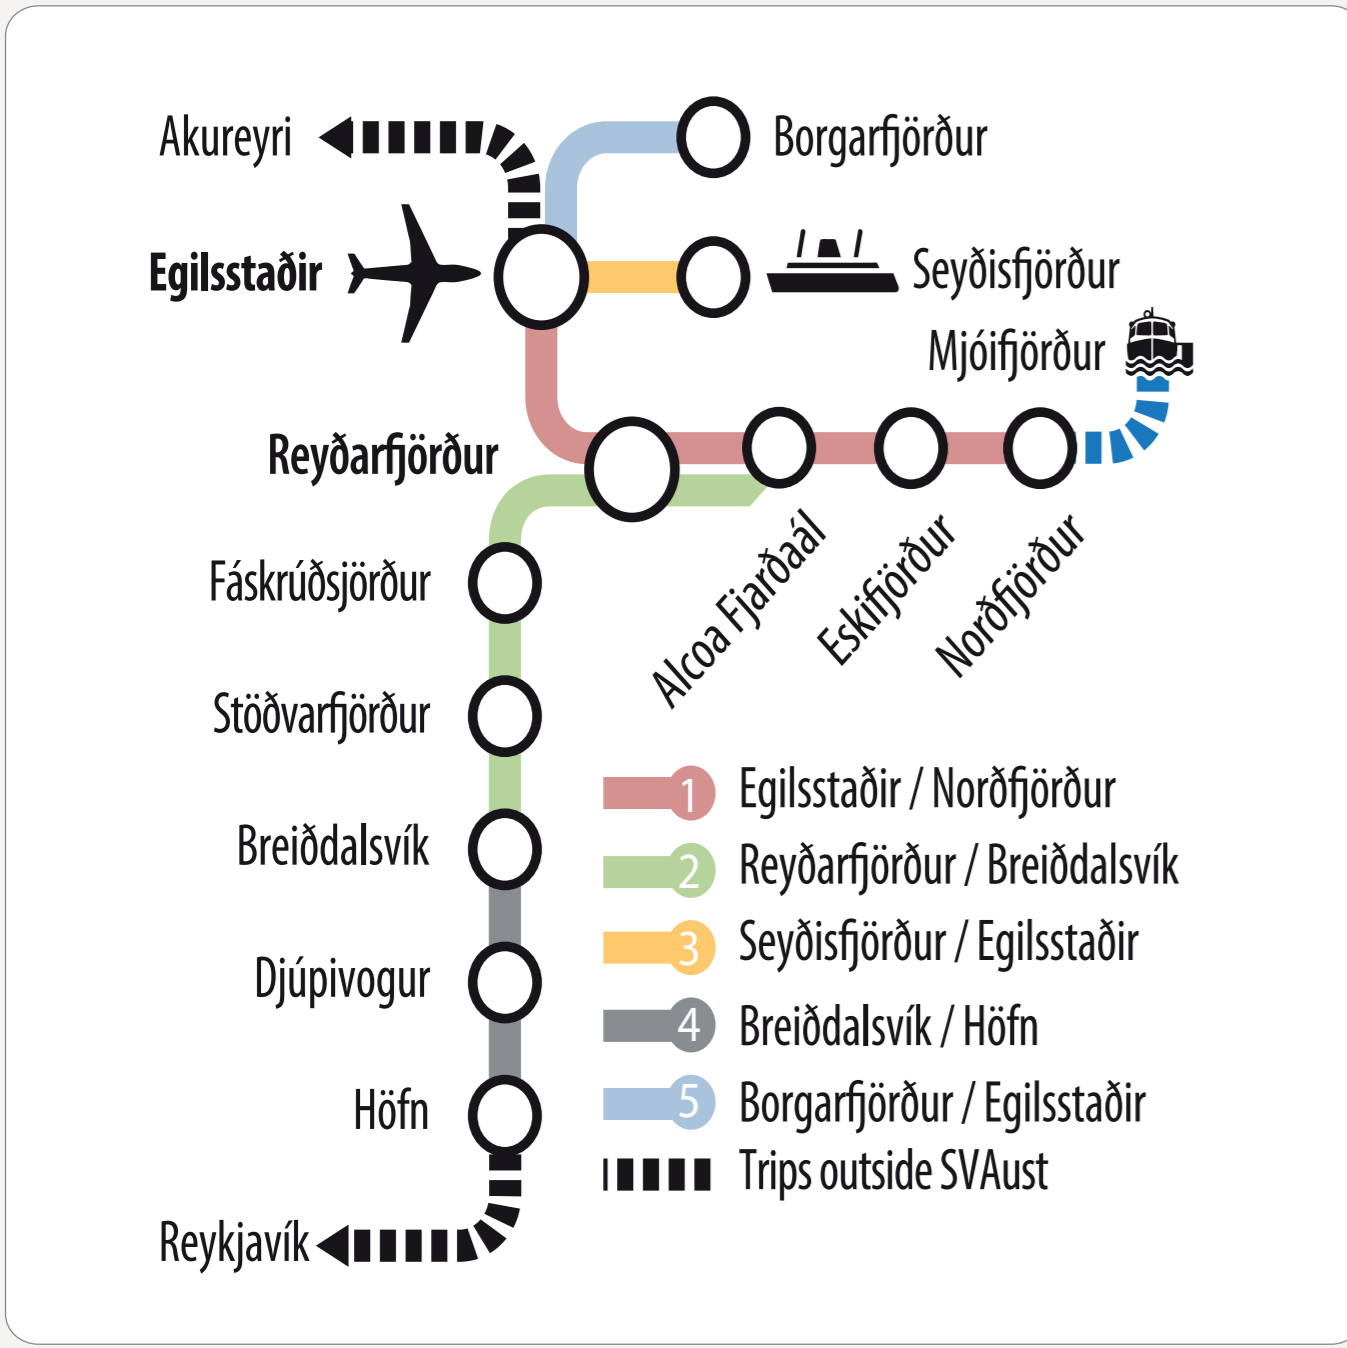 Akureyri
Borgarfjörður
Egilsstaðir
Seyðisfjörður
Mjóifjörður
Reyðarfjörður
Alcoa Fjarðaál
Eskifjörður
Norðfjörður
Fáskrúðsjörður
Stöðvarfjörður
Breiðdalsvík
Djúpivogur
Höfn
Reykjavík
1 Egilsstaðir / Norðfjörður
2 Reyðarfjörður / Breiðdalsvík
3 Seyðisfjörður / Egilsstaðir
4 Breiðdalsvík / Höfn
5 Borgarfjörður / Egilsstaðir
Trips outside SVAust